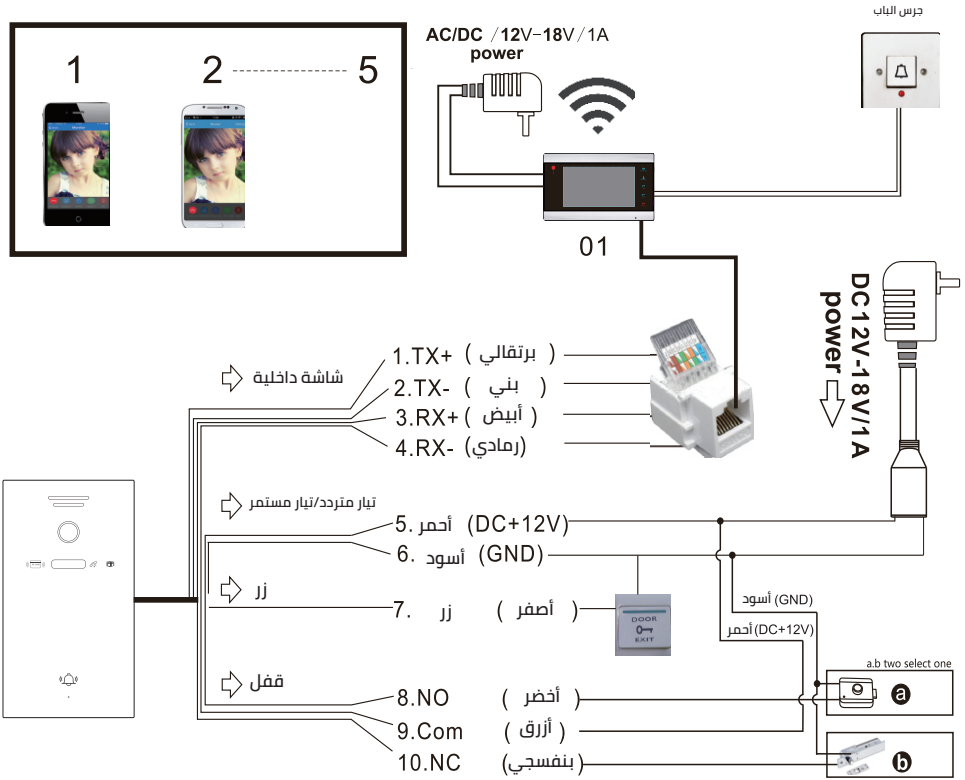 جرس الباب
AC/DC /12V-18V/1A
power
1 2 5
01
DC12V-18V/1A
power
شاشة داخلية
1.TX+ ( برتقالي )
2.TX- ( بني )
3.RX+ ( أبيض )
4.RX- (رمادي)
تيار متردد/تيار مستمر
5. أحمر (DC+12V)
6. أسود (GND)
زر
7. زر ( أصفر )
DOOR
EXIT
أسود (GND)
أحمر(DC+12V)
قفل
8.NO ( أخضر )
9.Com ( أزرق )
10.NC (بنفسجي)
a.b two select one
a
b